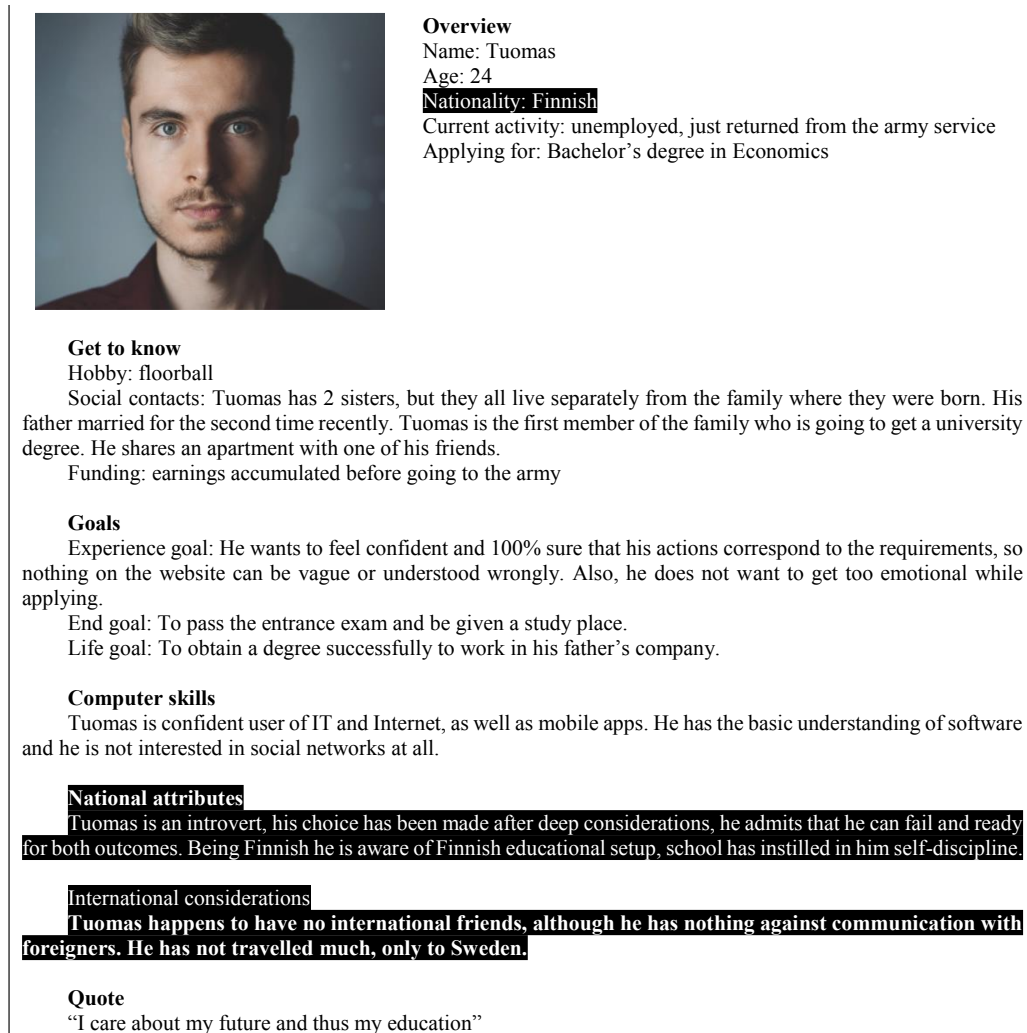 Overview
Name: Tuomas
Age: 24
Nationality: Finnish
Current activity: unemployed, just returned from the army service
Applying for: Bachelor’s degree in Economics
Get to know
Hobby: floorball
Social contacts: Tuomas has 2 sisters, but they all live separately from the family where they were born. His
father married for the second time recently. Tuomas is the first member of the family who is going to get a university
degree. He shares an apartment with one of his friends.
Funding: earnings accumulated before going to the army
Goals
Experience goal: He wants to feel confident and 100% sure that his actions correspond to the requirements, so
nothing on the website can be vague or understood wrongly. Also, he does not want to get too emotional while
applying.
End goal: To pass the entrance exam and be given a study place.
Life goal: To obtain a degree successfully to work in his father’s company.
Computer skills
Tuomas is confident user of IT and Internet, as well as mobile apps. He has the basic understanding of software
and he is not interested in social networks at all.
National attributes
Tuomas is an introvert, his choice has been made after deep considerations, he admits that he can fail and ready
for both outcomes. Being Finnish he is aware of Finnish educational setup, school has instilled in him self-discipline.
International considerations
Tuomas happens to have no international friends, although he has nothing against communication with
foreigners. He has not travelled much, only to Sweden.
Quote
“I care about my future and thus my education”